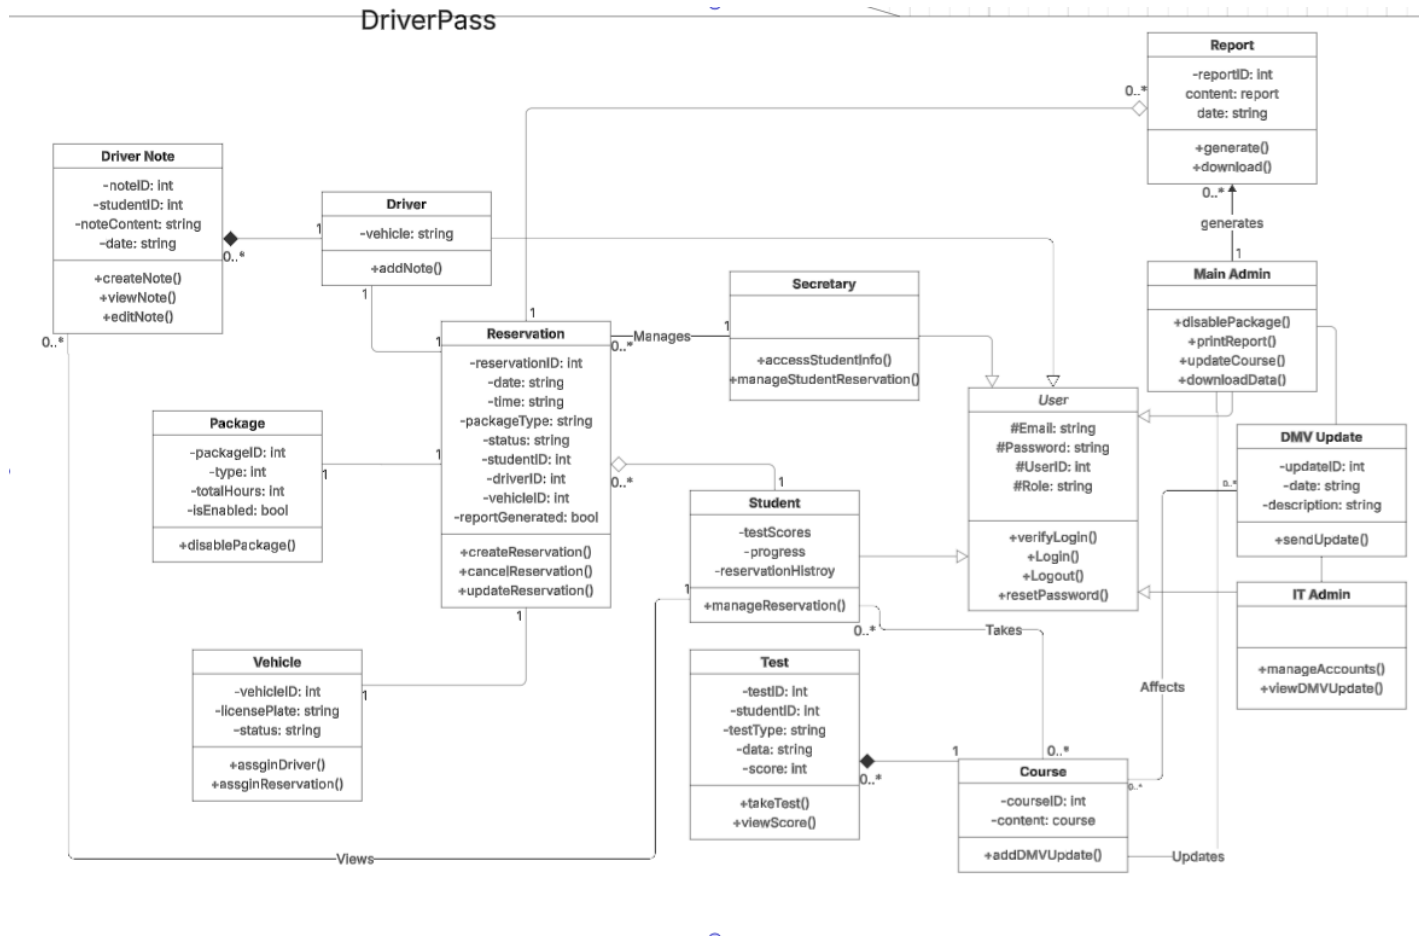 DriverPass
Report
-reportID: int
content: report
date: string
+generate()
+download()
0..*
0..*
generates
1
Main Admin
+disablePackage()
+printReport()
+updateCourse()
+downloadData()
Driver Note
-noteID: int
-studentID: int
-noteContent: string
-date: string
+createNote()
+viewNote()
+editNote()
0..*
0..*
1
Driver
-vehicle: string
+addNote()
1
1
1
Reservation
-reservationID: int
-date: string
-time: string
-packageType: string
-status: string
-studentID: int
-driverID: int
-vehicleID: int
-reportGenerated: bool
+createReservation()
+cancelReservation()
+updateReservation()
0..*
Manages
1
Secretary
+accessStudentInfo()
+manageStudentReservation()
User
#Email: string
#Password: string
#UserID: int
#Role: string
+verifyLogin()
+Login()
+Logout()
+resetPassword()
DMV Update
-updateID: int
-date: string
-description: string
+sendUpdate()
0..*
IT Admin
+manageAccounts()
+viewDMVUpdate()
Package
-packageID: int
-type: int
-totalHours: int
-isEnabled: bool
+disablePackage()
1
1
0..*
1
Student
-testScores
-progress
-reservationHistroy
+manageReservation()
1
0..*
Takes
0..*
Vehicle
-vehicleID: int
-licensePlate: string
-status: string
+assginDriver()
+assginReservation()
1
1
Test
-testID: int
-studentID: int
-testType: string
-data: string
-score: int
+takeTest()
+viewScore()
0..*
1
Course
-courseID: int
-content: course
+addDMVUpdate()
0..*
Affects
Updates
Views